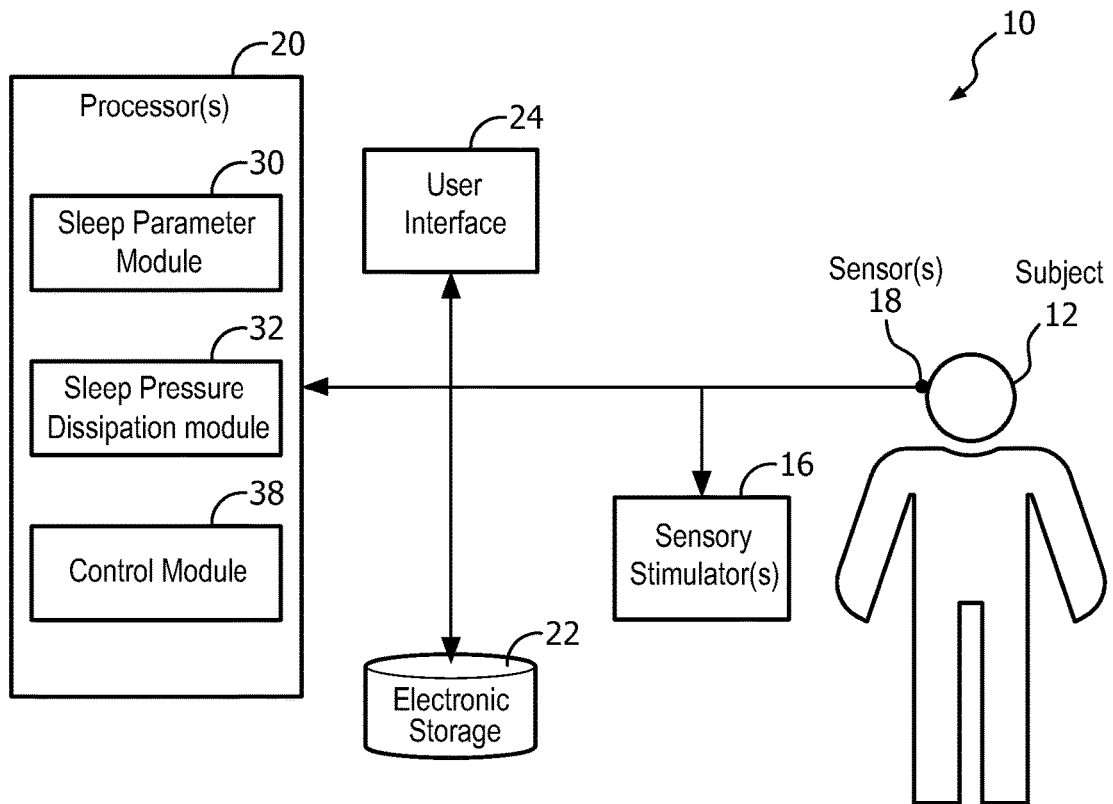 10
20
Processor(s)
30
Sleep Parameter
Module
32
Sleep Pressure
Dissipation module
38
Control Module
24
User
Interface
Sensor(s)
18
Subject
12
16
Sensory
Stimulator(s)
22
Electronic
Storage